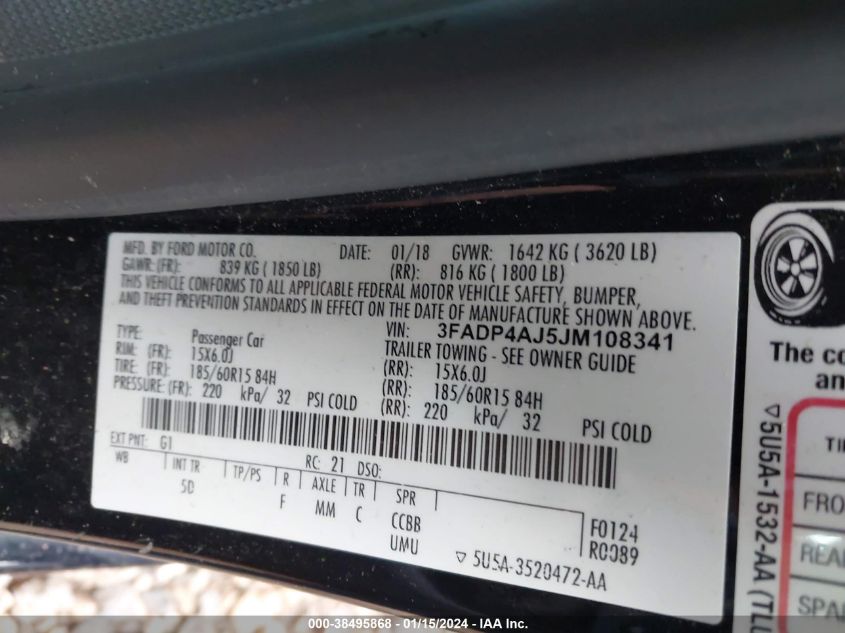 MFD. BY FORD MOTOR CO. DATE: 01/18 GVWR: 1642 KG ( 3620 LB)
GAWR: (FR): 839 KG ( 1850 LB) (RR): 816 KG ( 1800 LB)
THIS VEHICLE CONFORMS TO ALL APPLICABLE FEDERAL MOTOR VEHICLE SAFETY, BUMPER,
AND THEFT PREVENTION STANDARDS IN EFFECT ON THE DATE OF MANUFACTURE SHOWN ABOVE.
VIN: 3FADP4AJ5JM108341
TYPE: Passenger Car TRAILER TOWING - SEE OWNER GUIDE
RIM: (FR): 15X6.0J (RR): 15X6.0J
TIRE: (FR): 185/60R15 84H (RR): 185/60R15 84H
PRESSURE: (FR): 220 kPa/ 32 PSI COLD (RR): 220 kPa/ 32 PSI COLD
EXT PNT: G1 RC: 21 DSO:
WB INT TR TP/PS R AXLE TR SPR
5D F MM C CCBB
UMU
F0124
R0089
▽ 5U5A-3520472-AA
The co
an
▽5U5A-1532-AA (TLU
TI
FRO
REA
SPA
000-38495868 - 01/15/2024 - IAA Inc.